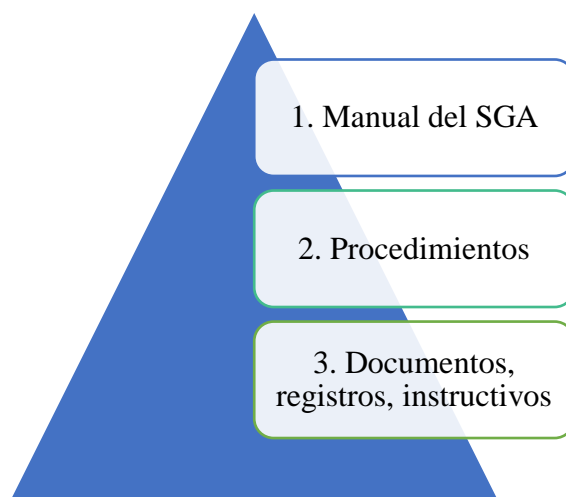 1. Manual del SGA
2. Procedimientos
3. Documentos,
registros, instructivos